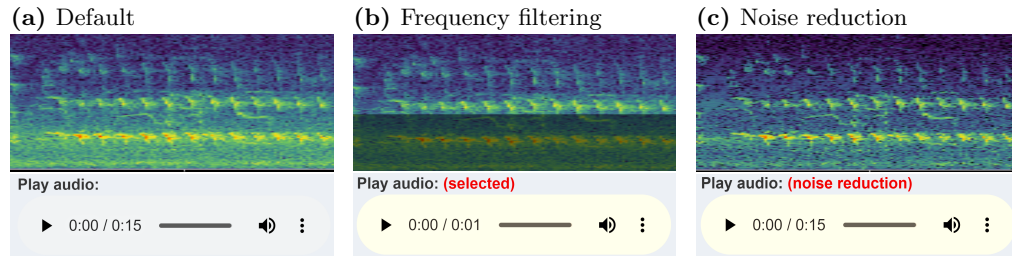 (a) Default
(b) Frequency filtering
(c) Noise reduction
Play audio:
Play audio: (selected)
Play audio: (noise reduction)
0:00 / 0:15
0:00 / 0:01
0:00 / 0:15